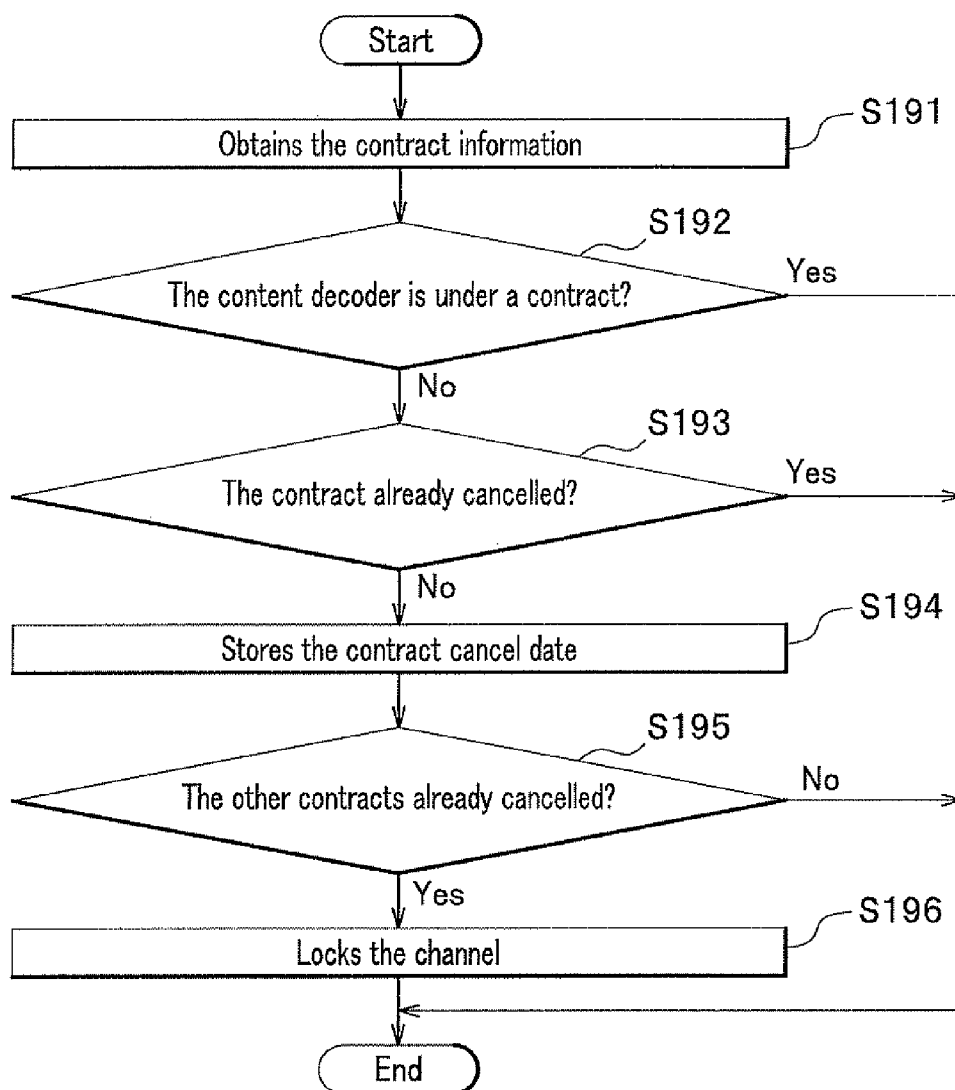 Start
S191
Obtains the contract information
S192
The content decoder is under a contract?
Yes
No
S193
The contract already cancelled?
Yes
No
S194
Stores the contract cancel date
S195
The other contracts already cancelled?
No
Yes
S196
Locks the channel
End